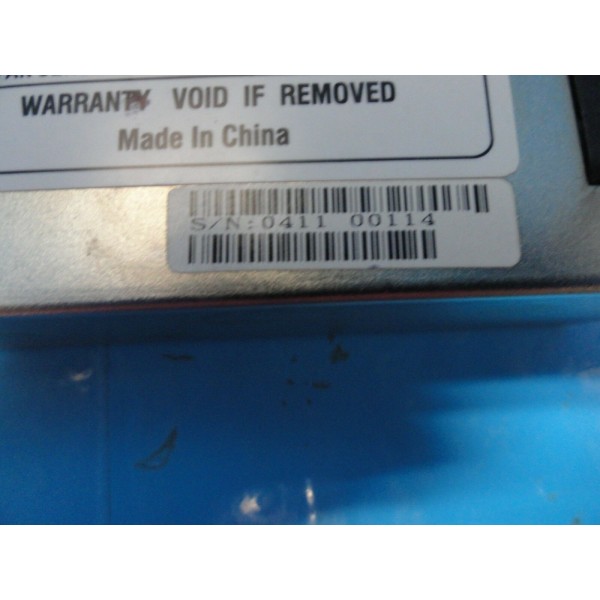 WARRANTY VOID IF REMOVED
Made In China
S/N:0411 00114